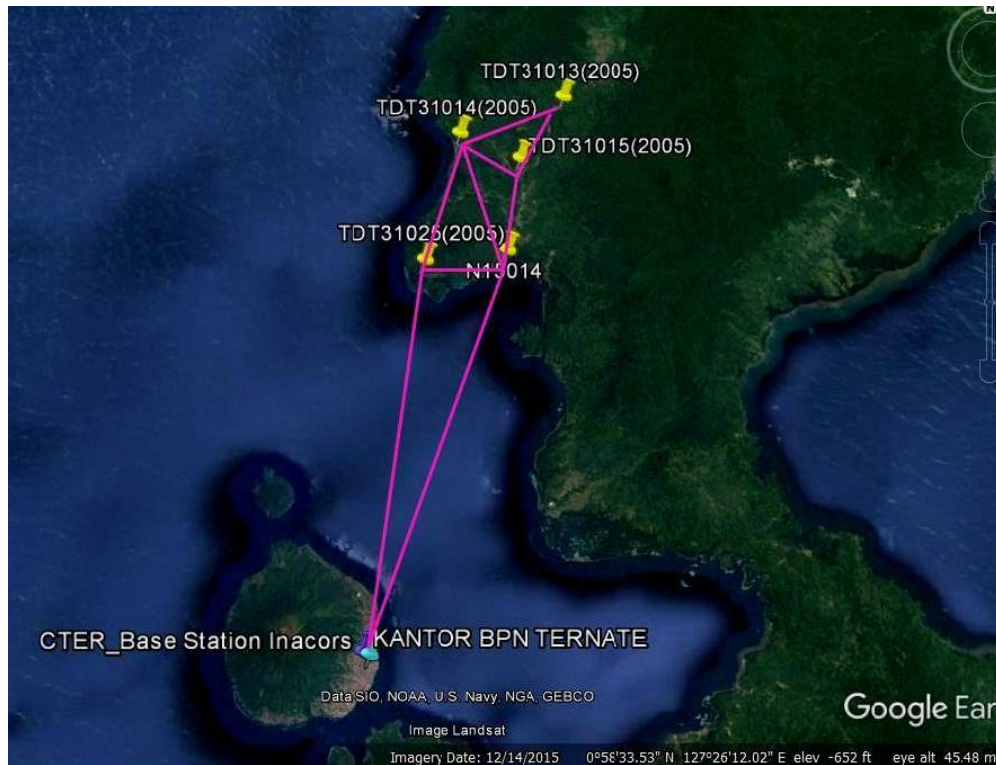 N
TDT31013(2005)
TDT31014(2005)
TDT31015(2005)
TDT31025(2005)
N15014
CTER_Base Station Inacors
KANTOR BPN TERNATE
Data SIO, NOAA, U.S. Navy, NGA, GEBCO
Google Ear
Image Landsat
Imagery Date: 12/14/2015 0°58'33.53" N 127°26'12.02" E elev -652 ft eye alt 45.48 m